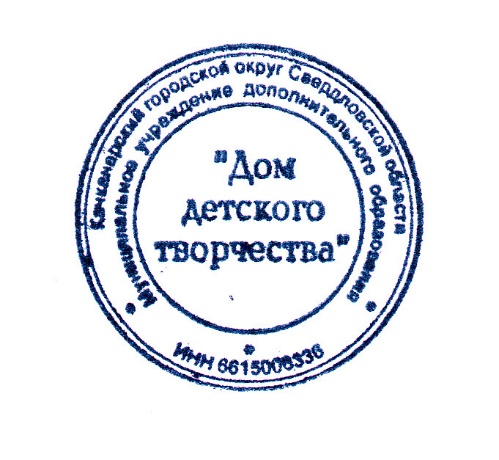 Качканарский городской округ Свердловской области
Муниципальное учреждение дополнительного образования
"Дом
детского
творчества"
ИНН 6615006336